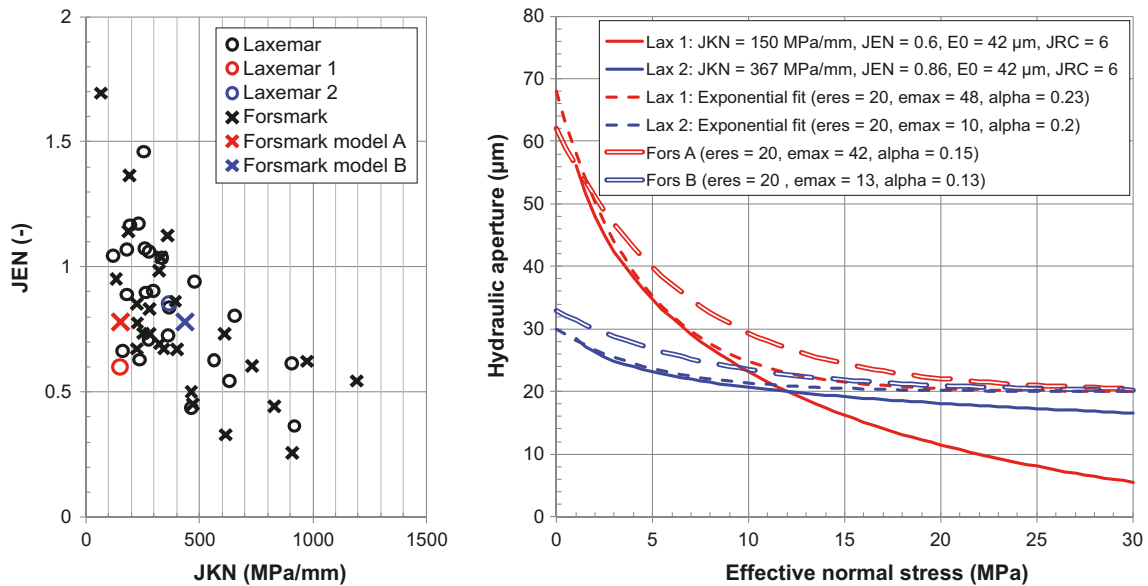 2
1.5
1
0.5
0
JEN (-)
0
500
1000
1500
JKN (MPa/mm)
Laxemar
Laxemar 1
Laxemar 2
Forsmark
Forsmark model A
Forsmark model B
80
70
60
50
40
30
20
10
0
Hydraulic aperture (µm)
0
5
10
15
20
25
30
Effective normal stress (MPa)
Lax 1: JKN = 150 MPa/mm, JEN = 0.6, E0 = 42 µm, JRC = 6
Lax 2: JKN = 367 MPa/mm, JEN = 0.86, E0 = 42 µm, JRC = 6
Lax 1: Exponential fit (eres = 20, emax = 48, alpha = 0.23)
Lax 2: Exponential fit (eres = 20, emax = 10, alpha = 0.2)
Fors A (eres = 20, emax = 42, alpha = 0.15)
Fors B (eres = 20 , emax = 13, alpha = 0.13)